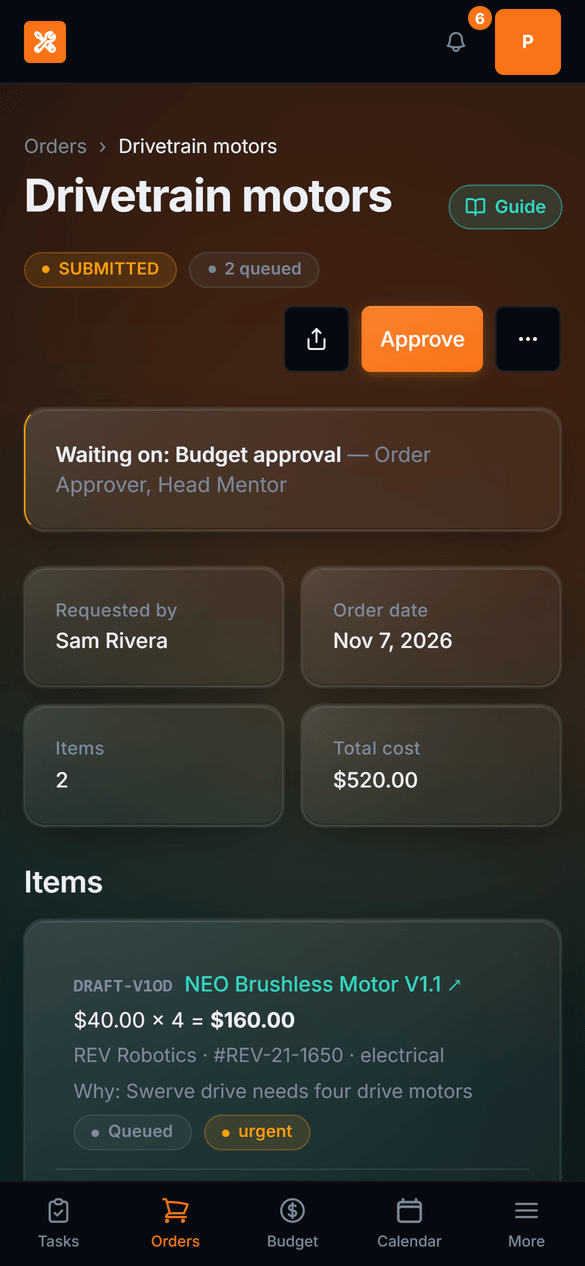 6
P
Orders › Drivetrain motors
Drivetrain motors
Guide
SUBMITTED
2 queued
Approve
Waiting on: Budget approval — Order
Approver, Head Mentor
Requested by
Sam Rivera
Order date
Nov 7, 2026
Items
2
Total cost
$520.00
Items
DRAFT-V1OD NEO Brushless Motor V1.1 ↗
$40.00 × 4 = $160.00
REV Robotics · #REV-21-1650 · electrical
Why: Swerve drive needs four drive motors
Queued
urgent
Tasks
Orders
Budget
Calendar
More